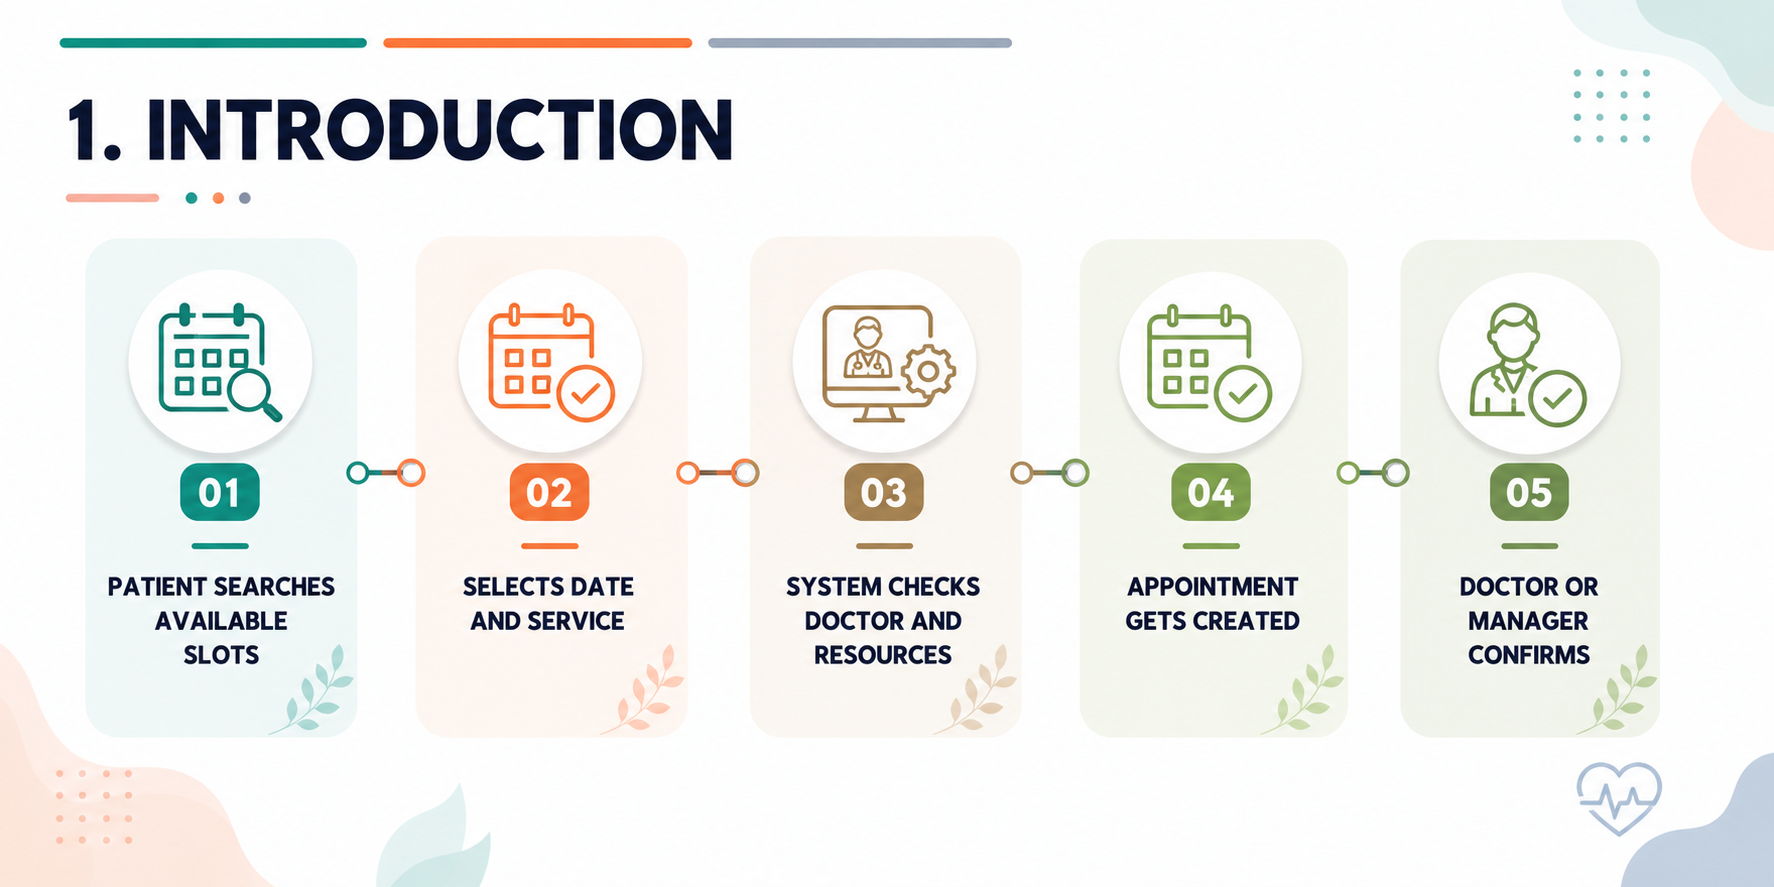 1. INTRODUCTION
01
PATIENT SEARCHES
AVAILABLE
SLOTS
02
SELECTS DATE
AND SERVICE
03
SYSTEM CHECKS
DOCTOR AND
RESOURCES
04
APPOINTMENT
GETS CREATED
05
DOCTOR OR
MANAGER
CONFIRMS